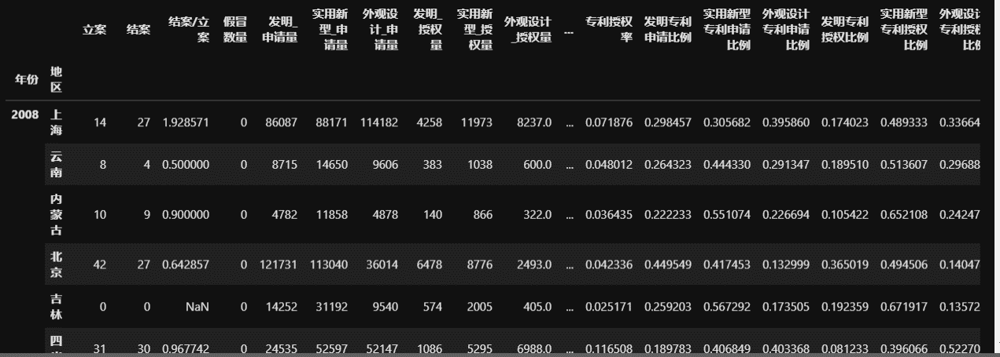 立案 结案 结案/立案 假冒数量 发明_申请量 实用新型_申请量 外观设计_申请量 发明_授权量 实用新型_授权量 外观设计_授权量 ... 专利授权率 发明专利申请比例 实用新型专利申请比例 外观设计专利申请比例 发明专利授权比例 实用新型专利授权比例 外观设计专利授权比例
年份 地区
2008 上海 14 27 1.928571 0 86087 88171 114182 4258 11973 8237.0 ... 0.071876 0.298457 0.305682 0.395860 0.174023 0.489333 0.33664
云南 8 4 0.500000 0 8715 14650 9606 383 1038 600.0 ... 0.048012 0.264323 0.444330 0.291347 0.189510 0.513607 0.29688
内蒙古 10 9 0.900000 0 4782 11858 4878 140 866 322.0 ... 0.036435 0.222233 0.551074 0.226694 0.105422 0.652108 0.24247
北京 42 27 0.642857 0 121731 113040 36014 6478 8776 2493.0 ... 0.042336 0.449549 0.417453 0.132999 0.365019 0.494506 0.14047
吉林 0 0 NaN 0 14252 31192 9540 574 2005 405.0 ... 0.025171 0.259203 0.567292 0.173505 0.192359 0.671917 0.13572
四 31 30 0.967742 0 24535 52597 52147 1086 5295 6988.0 ... 0.116508 0.189783 0.406849 0.403368 0.081233 0.396066 0.52270